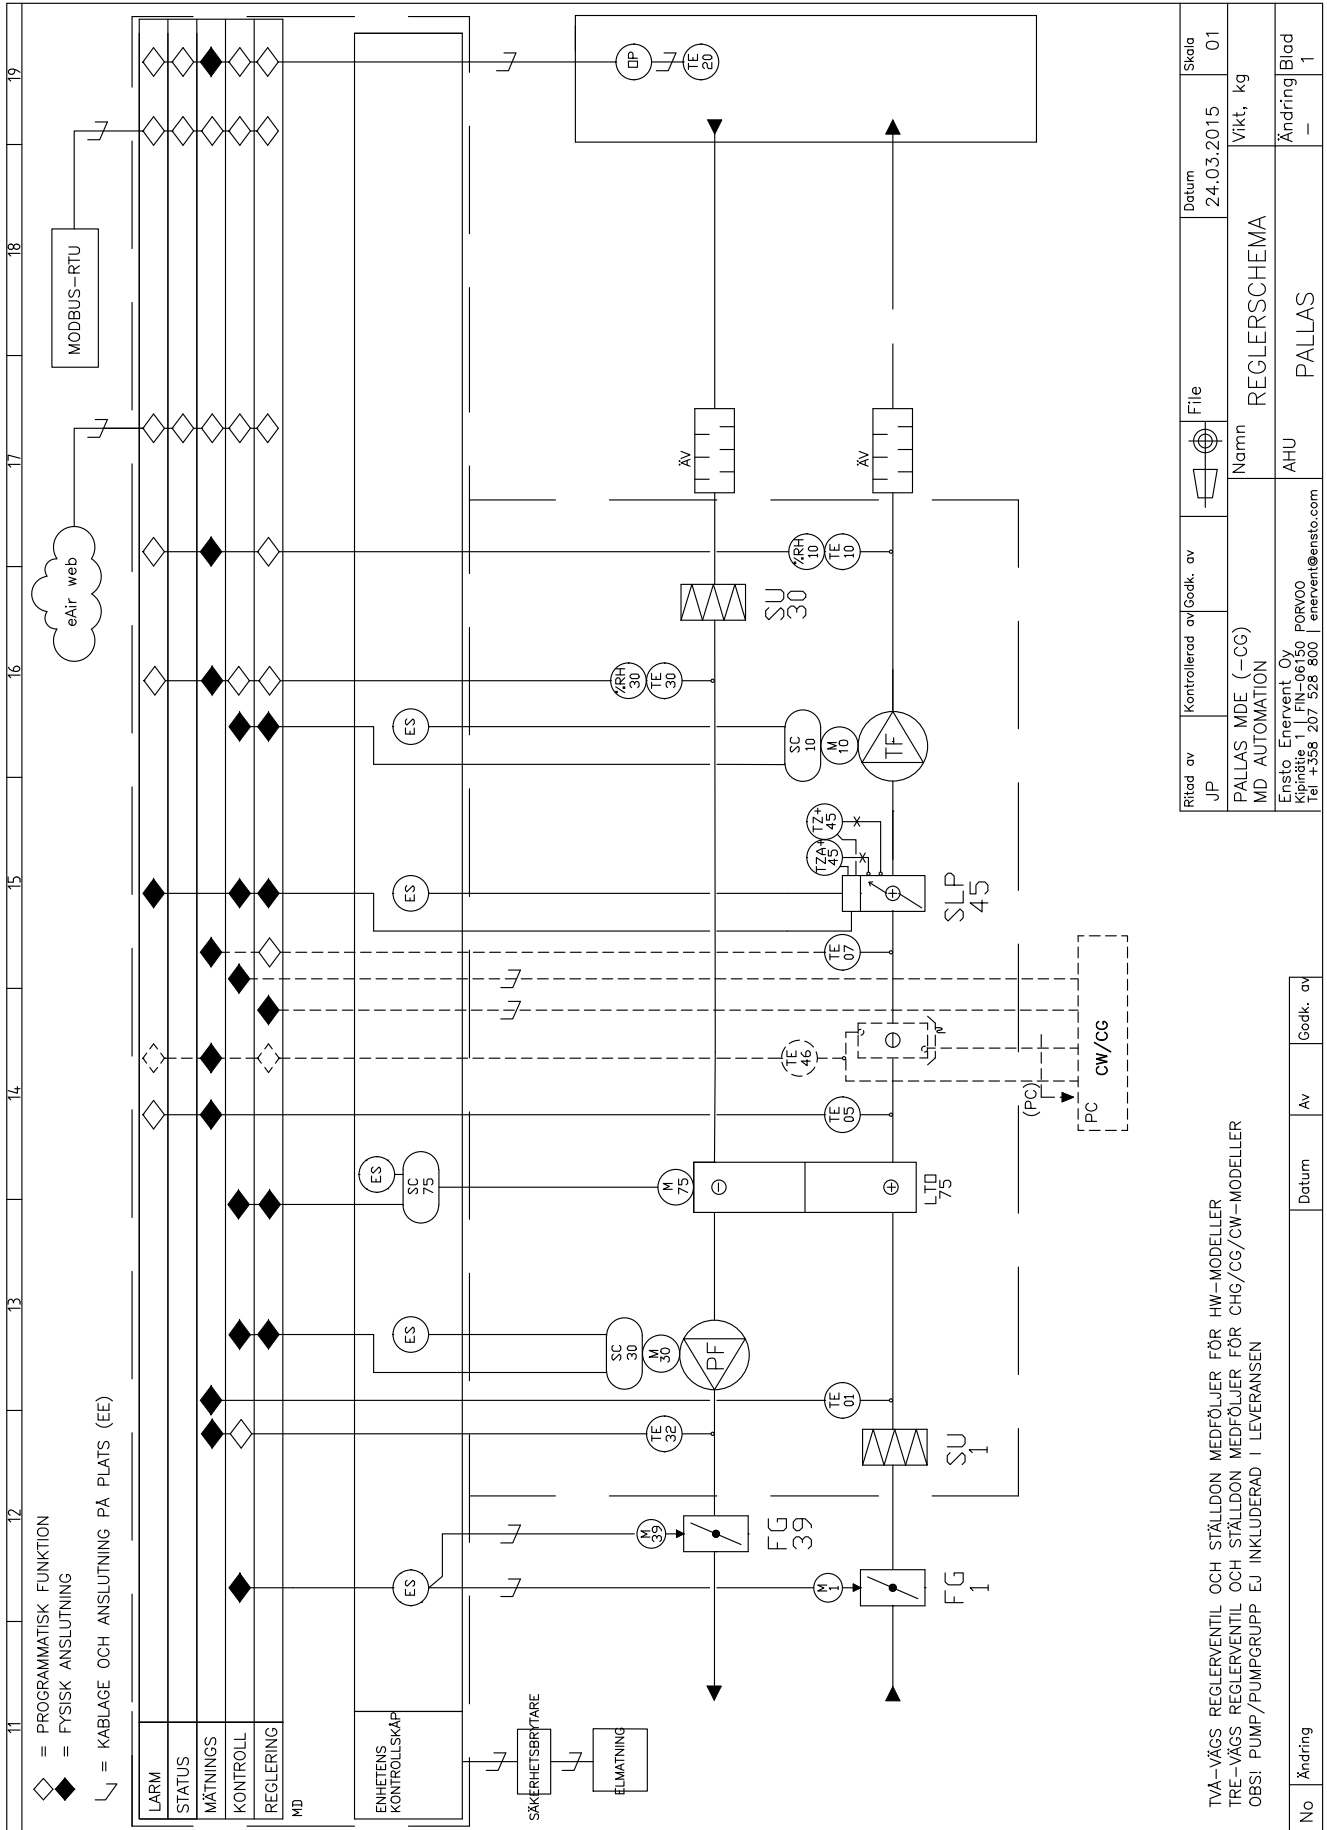 11
12
13
14
15
16
17
18
19
= PROGRAMMATISK FUNKTION
= FYSISK ANSLUTNING
= KABLAGE OCH ANSLUTNING PÅ PLATS (EE)
eAir web
MODBUS-RTU
LARM
STATUS
MÄTNINGS
KONTROLL
REGLERING
MD
ENHETENS
KONTROLLSKÅP
SÄKERHETSBRYTARE
ELMATNING
ES
ES
ES
SC
75
ES
ES
DP
TE
20
M
39
FG
39
TE
32
SC
30
M
30
PF
M
75
%RH
30
TE
30
SU
30
ÄV
M
1
FG
1
SU
1
TE
01
LTO
75
TE
05
TE
46
TE
07
TZA+
45
TZ+
45
SLP
45
SC
10
M
10
TF
%RH
10
TE
10
ÄV
(PC)
PC
CW/CG
TVÅ-VÄGS REGLERVENTIL OCH STÄLLDON MEDFÖLJER FÖR HW-MODELLER
TRE-VÄGS REGLERVENTIL OCH STÄLLDON MEDFÖLJER FÖR CHG/CG/CW-MODELLER
OBS! PUMP/PUMPGRUPP EJ INKLUDERAD I LEVERANSEN
No Ändring Datum Av Godk. av
Ritad av
JP
Kontrollerad av
Godk. av
File
Datum
24.03.2015
Skala
01
PALLAS MDE (-CG)
MD AUTOMATION
Namn
REGLERSCHEMA
Vikt, kg
Ensto Enervent Oy
Kipinätie 1 | FIN-06150 PORVOO
Tel +358 207 528 800 | enervent@ensto.com
AHU
PALLAS
Ändring
-
Blad
1